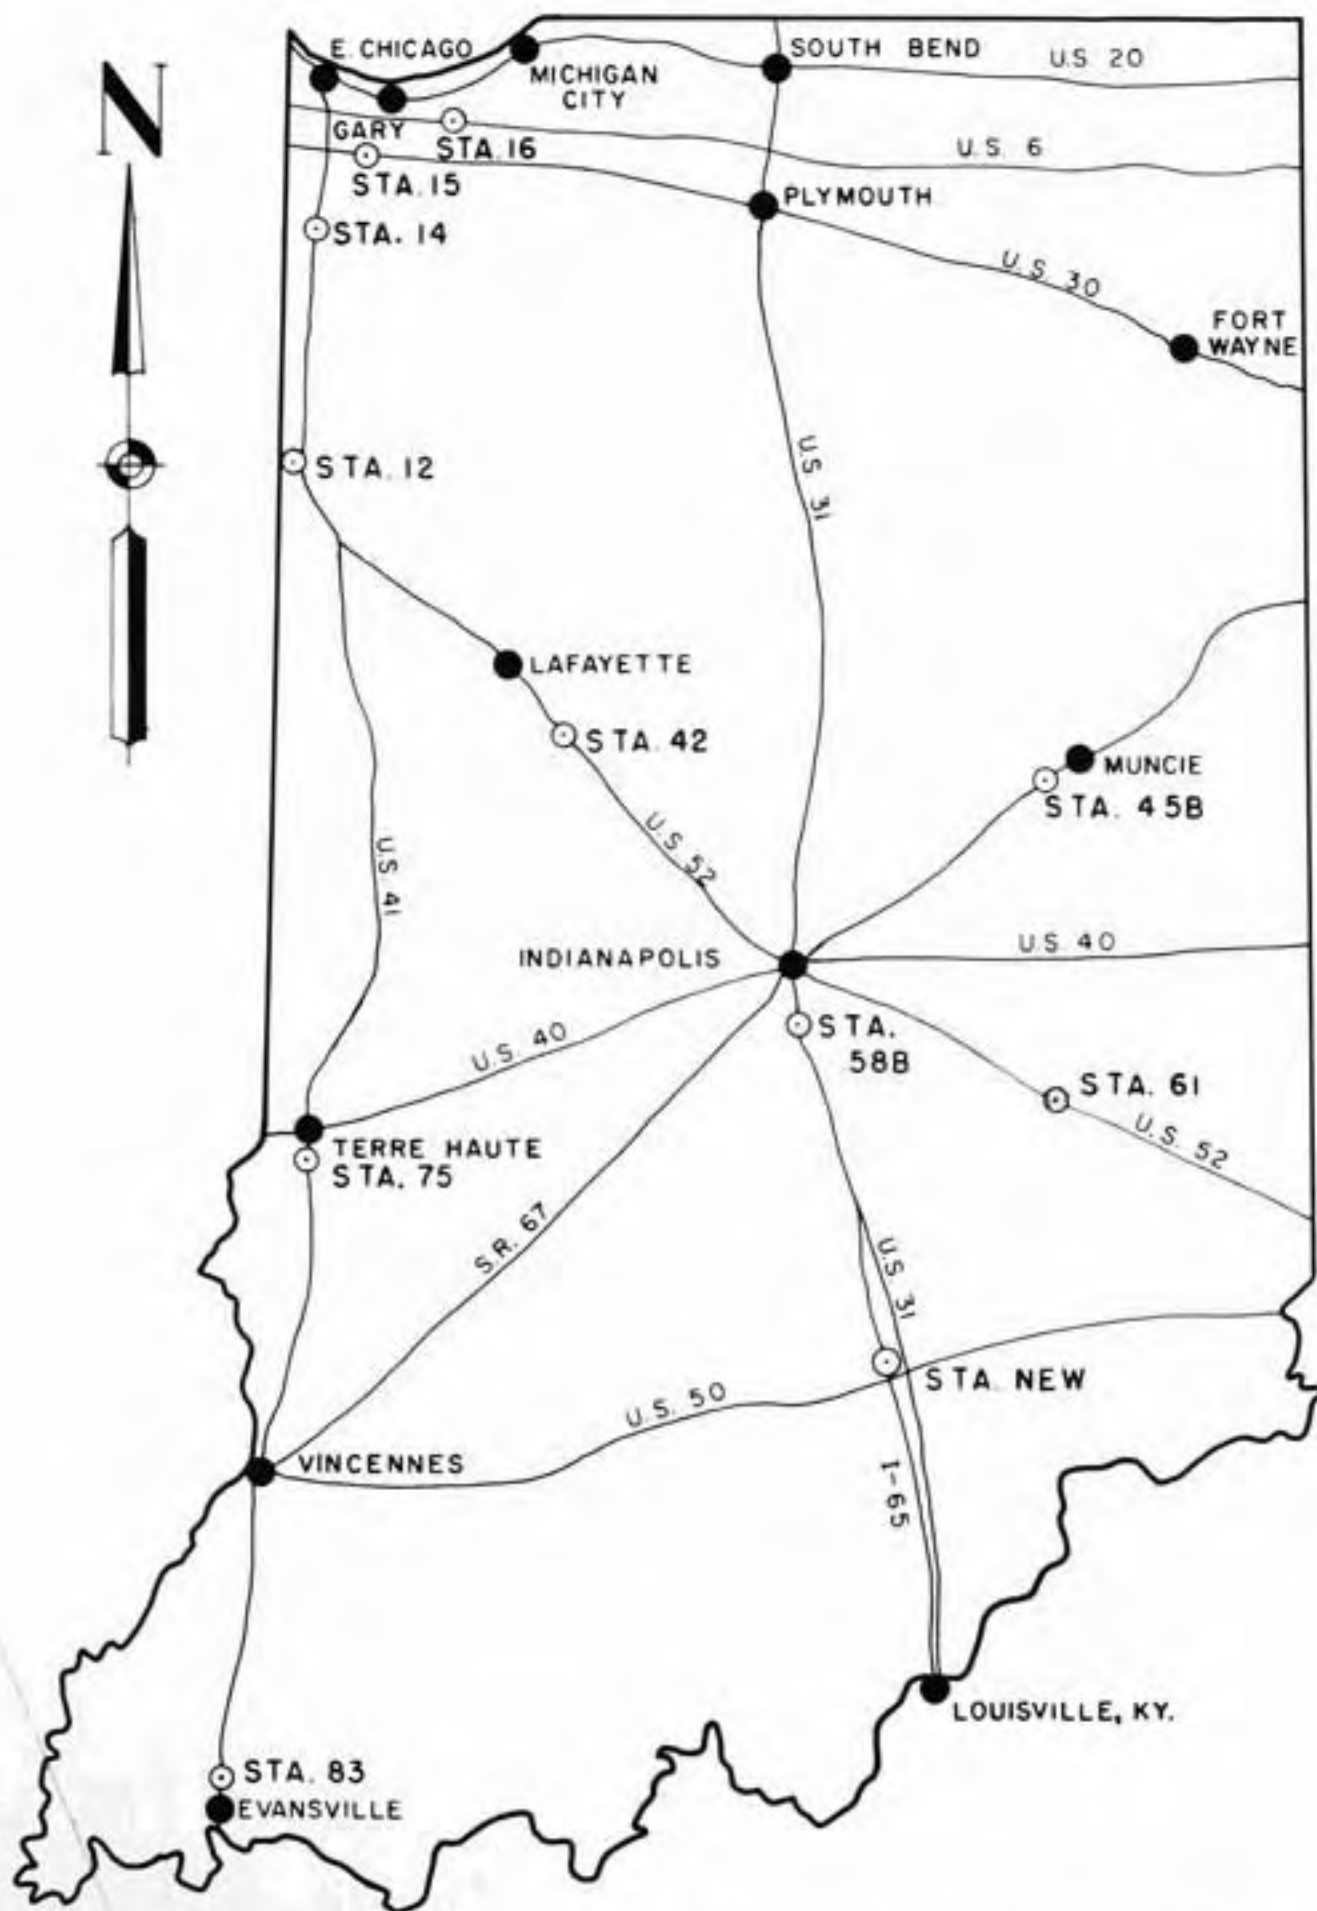 N
E. CHICAGO
SOUTH BEND
U.S. 20
MICHIGAN
CITY
GARY
STA. 16
U.S. 6
STA. 15
PLYMOUTH
STA. 14
U.S. 30
FORT
WAYNE
STA. 12
U.S. 31
LAFAYETTE
STA. 42
MUNCIE
STA. 45B
U.S. 52
U.S. 41
INDIANAPOLIS
U.S. 40
STA.
58B
U.S. 40
STA. 61
U.S. 52
TERRE HAUTE
STA. 75
S.R. 67
U.S. 31
STA. NEW
U.S. 50
VINCENNES
I-65
LOUISVILLE, KY.
STA. 83
EVANSVILLE